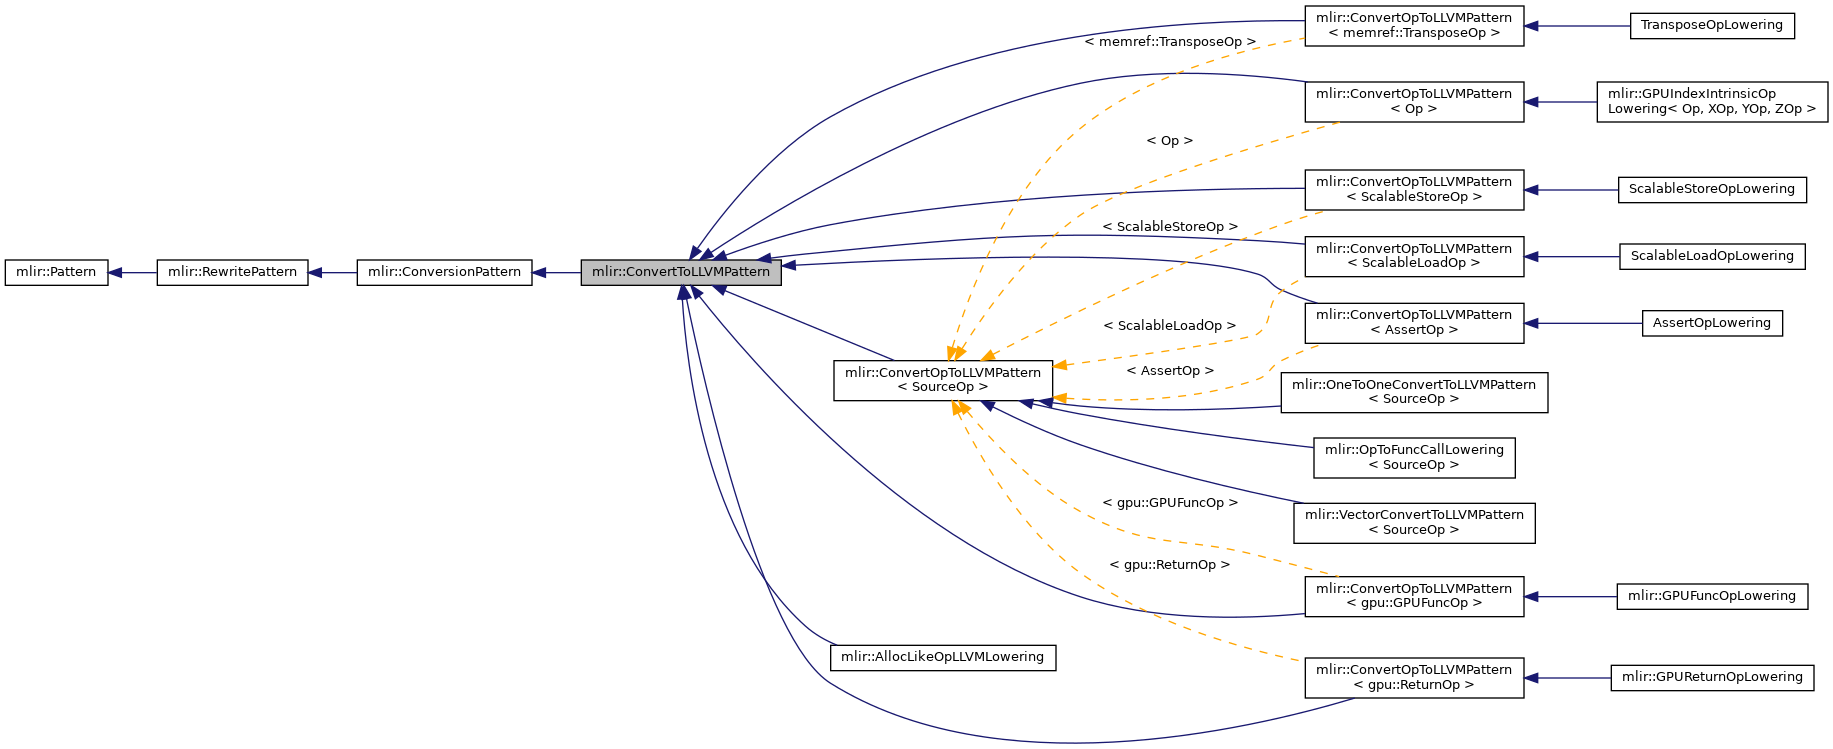 mlir::Pattern
mlir::RewritePattern
mlir::ConversionPattern
mlir::ConvertToLLVMPattern
mlir::ConvertOpToLLVMPattern
< SourceOp >
mlir::AllocLikeOpLLVMLowering
< memref::TransposeOp >
< Op >
< ScalableStoreOp >
< ScalableLoadOp >
< AssertOp >
< gpu::GPUFuncOp >
< gpu::ReturnOp >
mlir::ConvertOpToLLVMPattern
< memref::TransposeOp >
mlir::ConvertOpToLLVMPattern
< Op >
mlir::ConvertOpToLLVMPattern
< ScalableStoreOp >
mlir::ConvertOpToLLVMPattern
< ScalableLoadOp >
mlir::ConvertOpToLLVMPattern
< AssertOp >
mlir::OneToOneConvertToLLVMPattern
< SourceOp >
mlir::OpToFuncCallLowering
< SourceOp >
mlir::VectorConvertToLLVMPattern
< SourceOp >
mlir::ConvertOpToLLVMPattern
< gpu::GPUFuncOp >
mlir::ConvertOpToLLVMPattern
< gpu::ReturnOp >
TransposeOpLowering
mlir::GPUIndexIntrinsicOp
Lowering< Op, XOp, YOp, ZOp >
ScalableStoreOpLowering
ScalableLoadOpLowering
AssertOpLowering
mlir::GPUFuncOpLowering
mlir::GPUReturnOpLowering